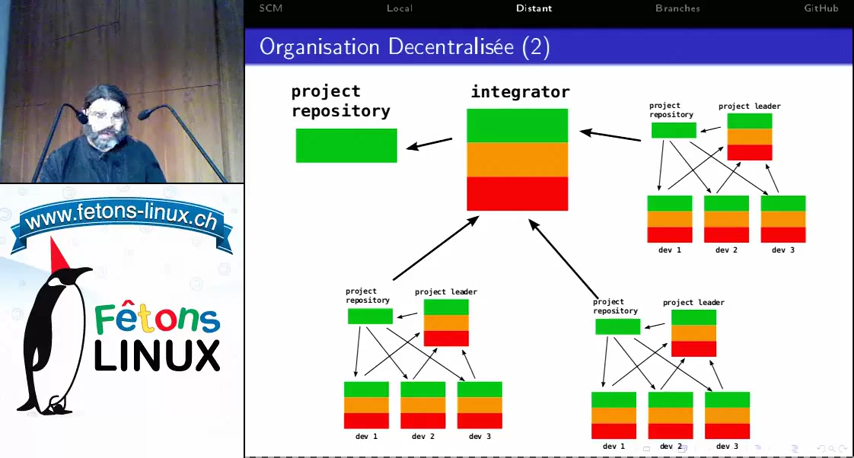 SCM
Local
Distant
Branches
GitHub
Organisation Decentralisée (2)
project
repository
integrator
project
repository
project leader
dev 1
dev 2
dev 3
project
repository
project leader
dev 1
dev 2
dev 3
project
repository
project leader
dev 1
dev 2
dev 3
www.fetons-linux.ch
Fêtons
LINUX